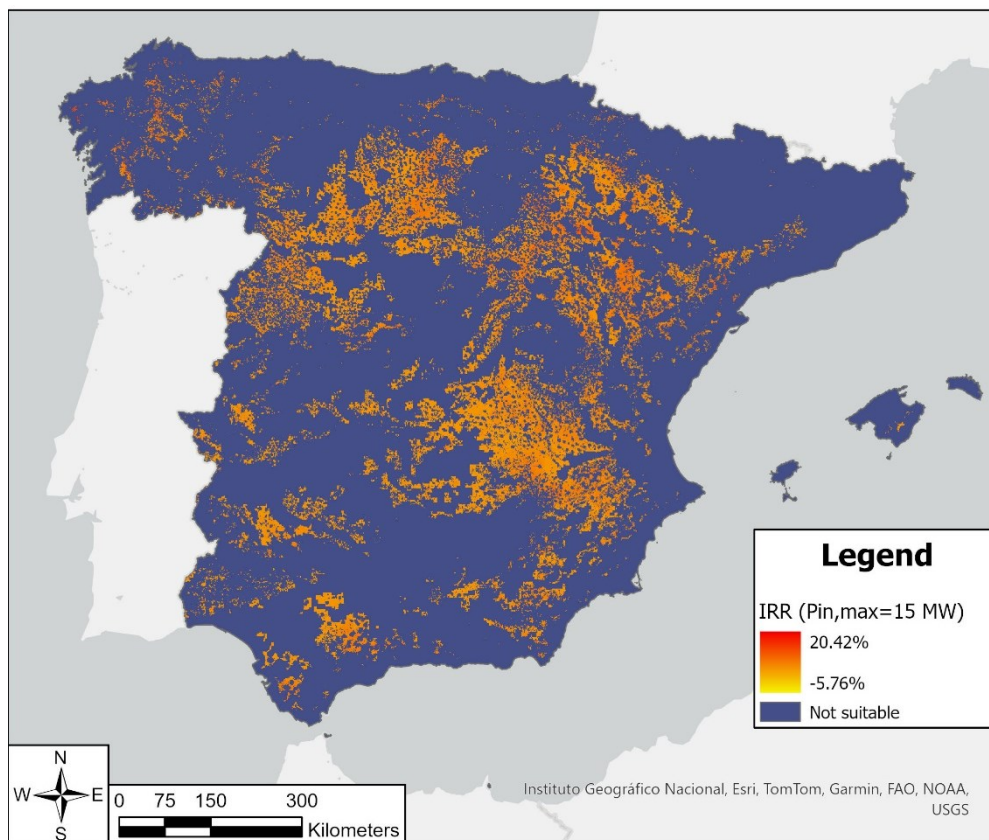 Legend
IRR (Pin,max=15 MW)
20.42%
-5.76%
Not suitable
N
W E
S
0 75 150 300
Kilometers
Instituto Geográfico Nacional, Esri, TomTom, Garmin, FAO, NOAA,
USGS